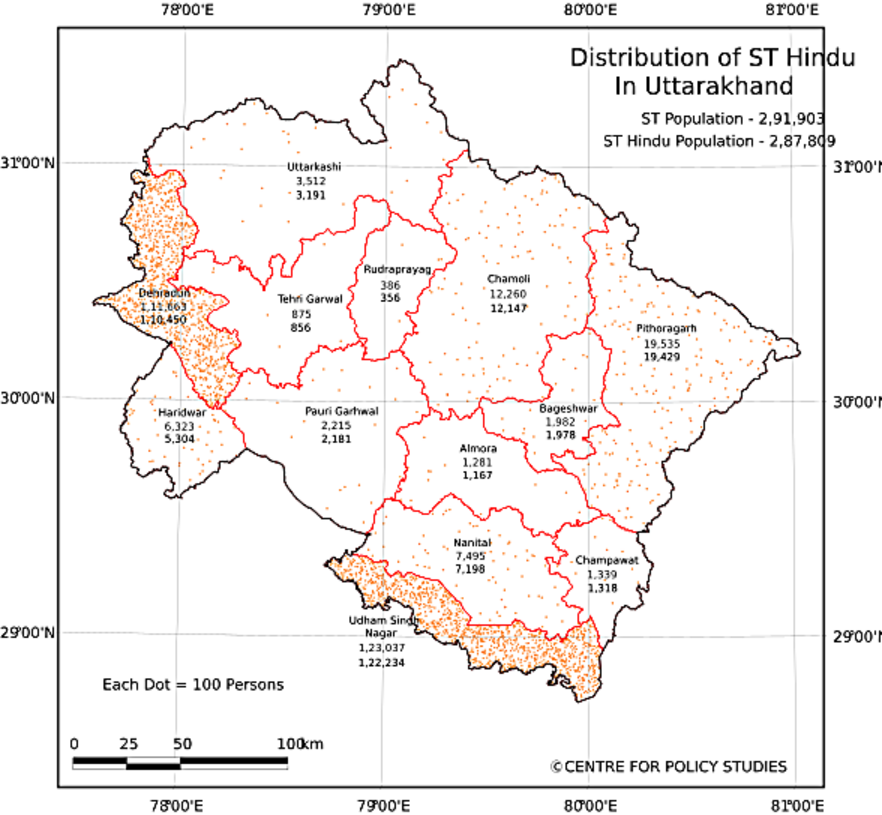 78°00'E 79°00'E 80°00'E 81°00'E
Distribution of ST Hindu
In Uttarakhand
ST Population - 2,91,903
ST Hindu Population - 2,87,809
31°00'N 31°00'N
Uttarkashi
3,512
3,191
Dehradun
1,11,663
1,10,450
Tehri Garwal
875
856
Rudraprayag
386
356
Chamoli
12,260
12,147
Pithoragarh
19,535
19,429
30°00'N 30°00'N
Haridwar
6,323
5,304
Pauri Garhwal
2,215
2,181
Bageshwar
1,982
1,978
Almora
1,281
1,167
Nanital
7,495
7,198
Champawat
1,339
1,318
29°00'N 29°00'N
Udham Singh
Nagar
1,23,037
1,22,234
Each Dot = 100 Persons
0 25 50 100km
©CENTRE FOR POLICY STUDIES
78°00'E 79°00'E 80°00'E 81°00'E